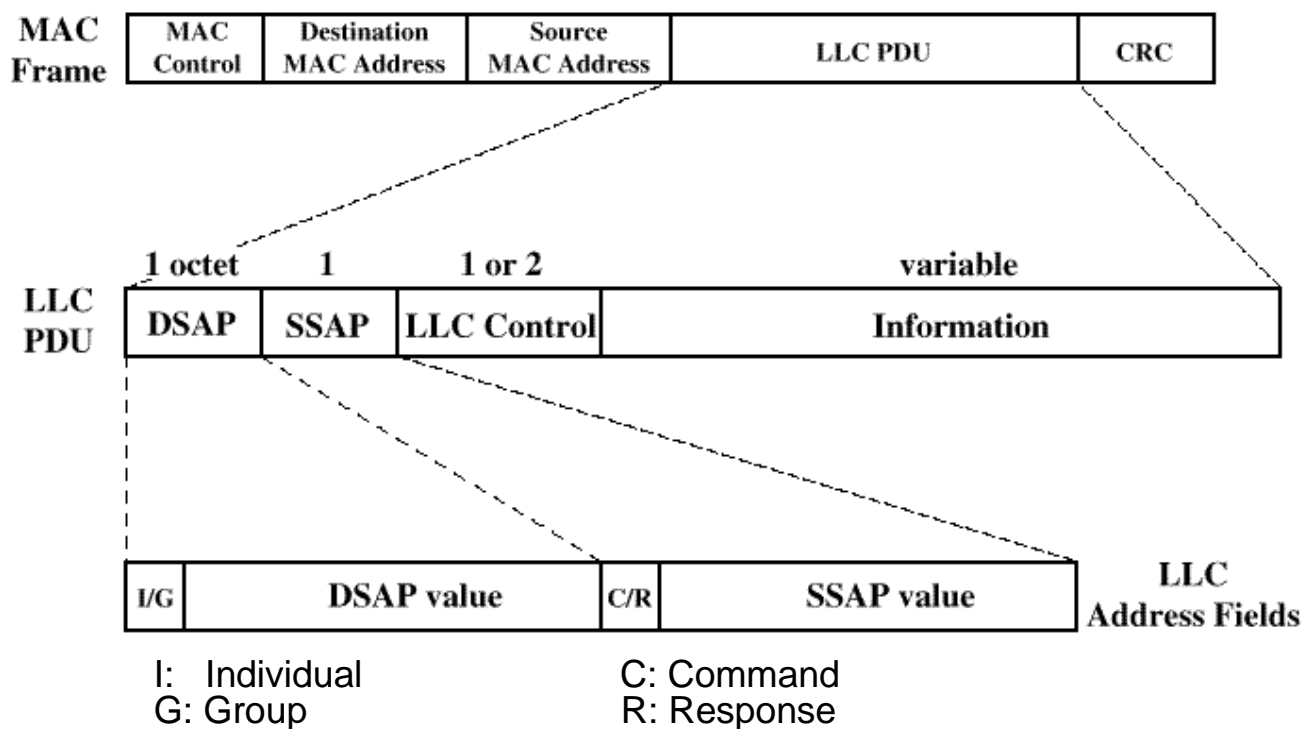 MAC Frame
MAC Control
Destination MAC Address
Source MAC Address
LLC PDU
CRC
1 octet
1
1 or 2
variable
LLC PDU
DSAP
SSAP
LLC Control
Information
I/G
DSAP value
C/R
SSAP value
LLC Address Fields
I: Individual
C: Command
G: Group
R: Response